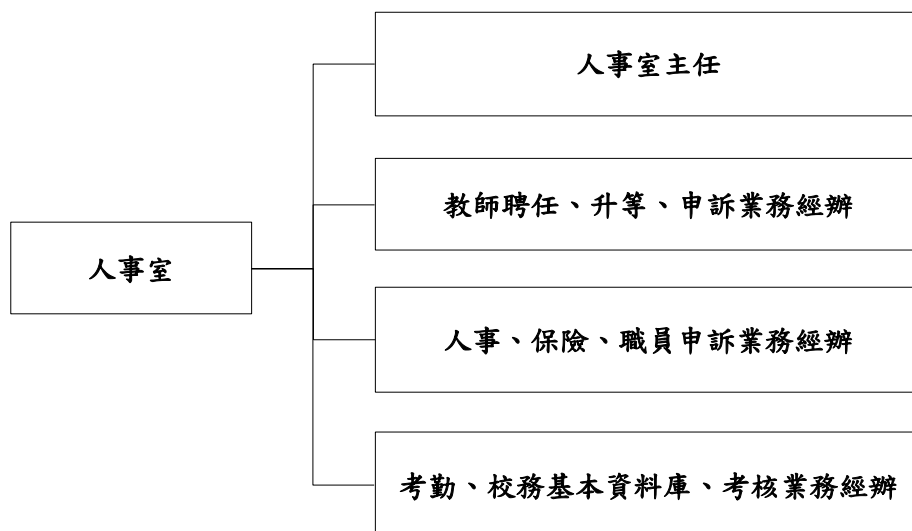 人事室主任
教師聘任、升等、申訴業務經辦
人事室
人事、保險、職員申訴業務經辦
考勤、校務基本資料庫、考核業務經辦